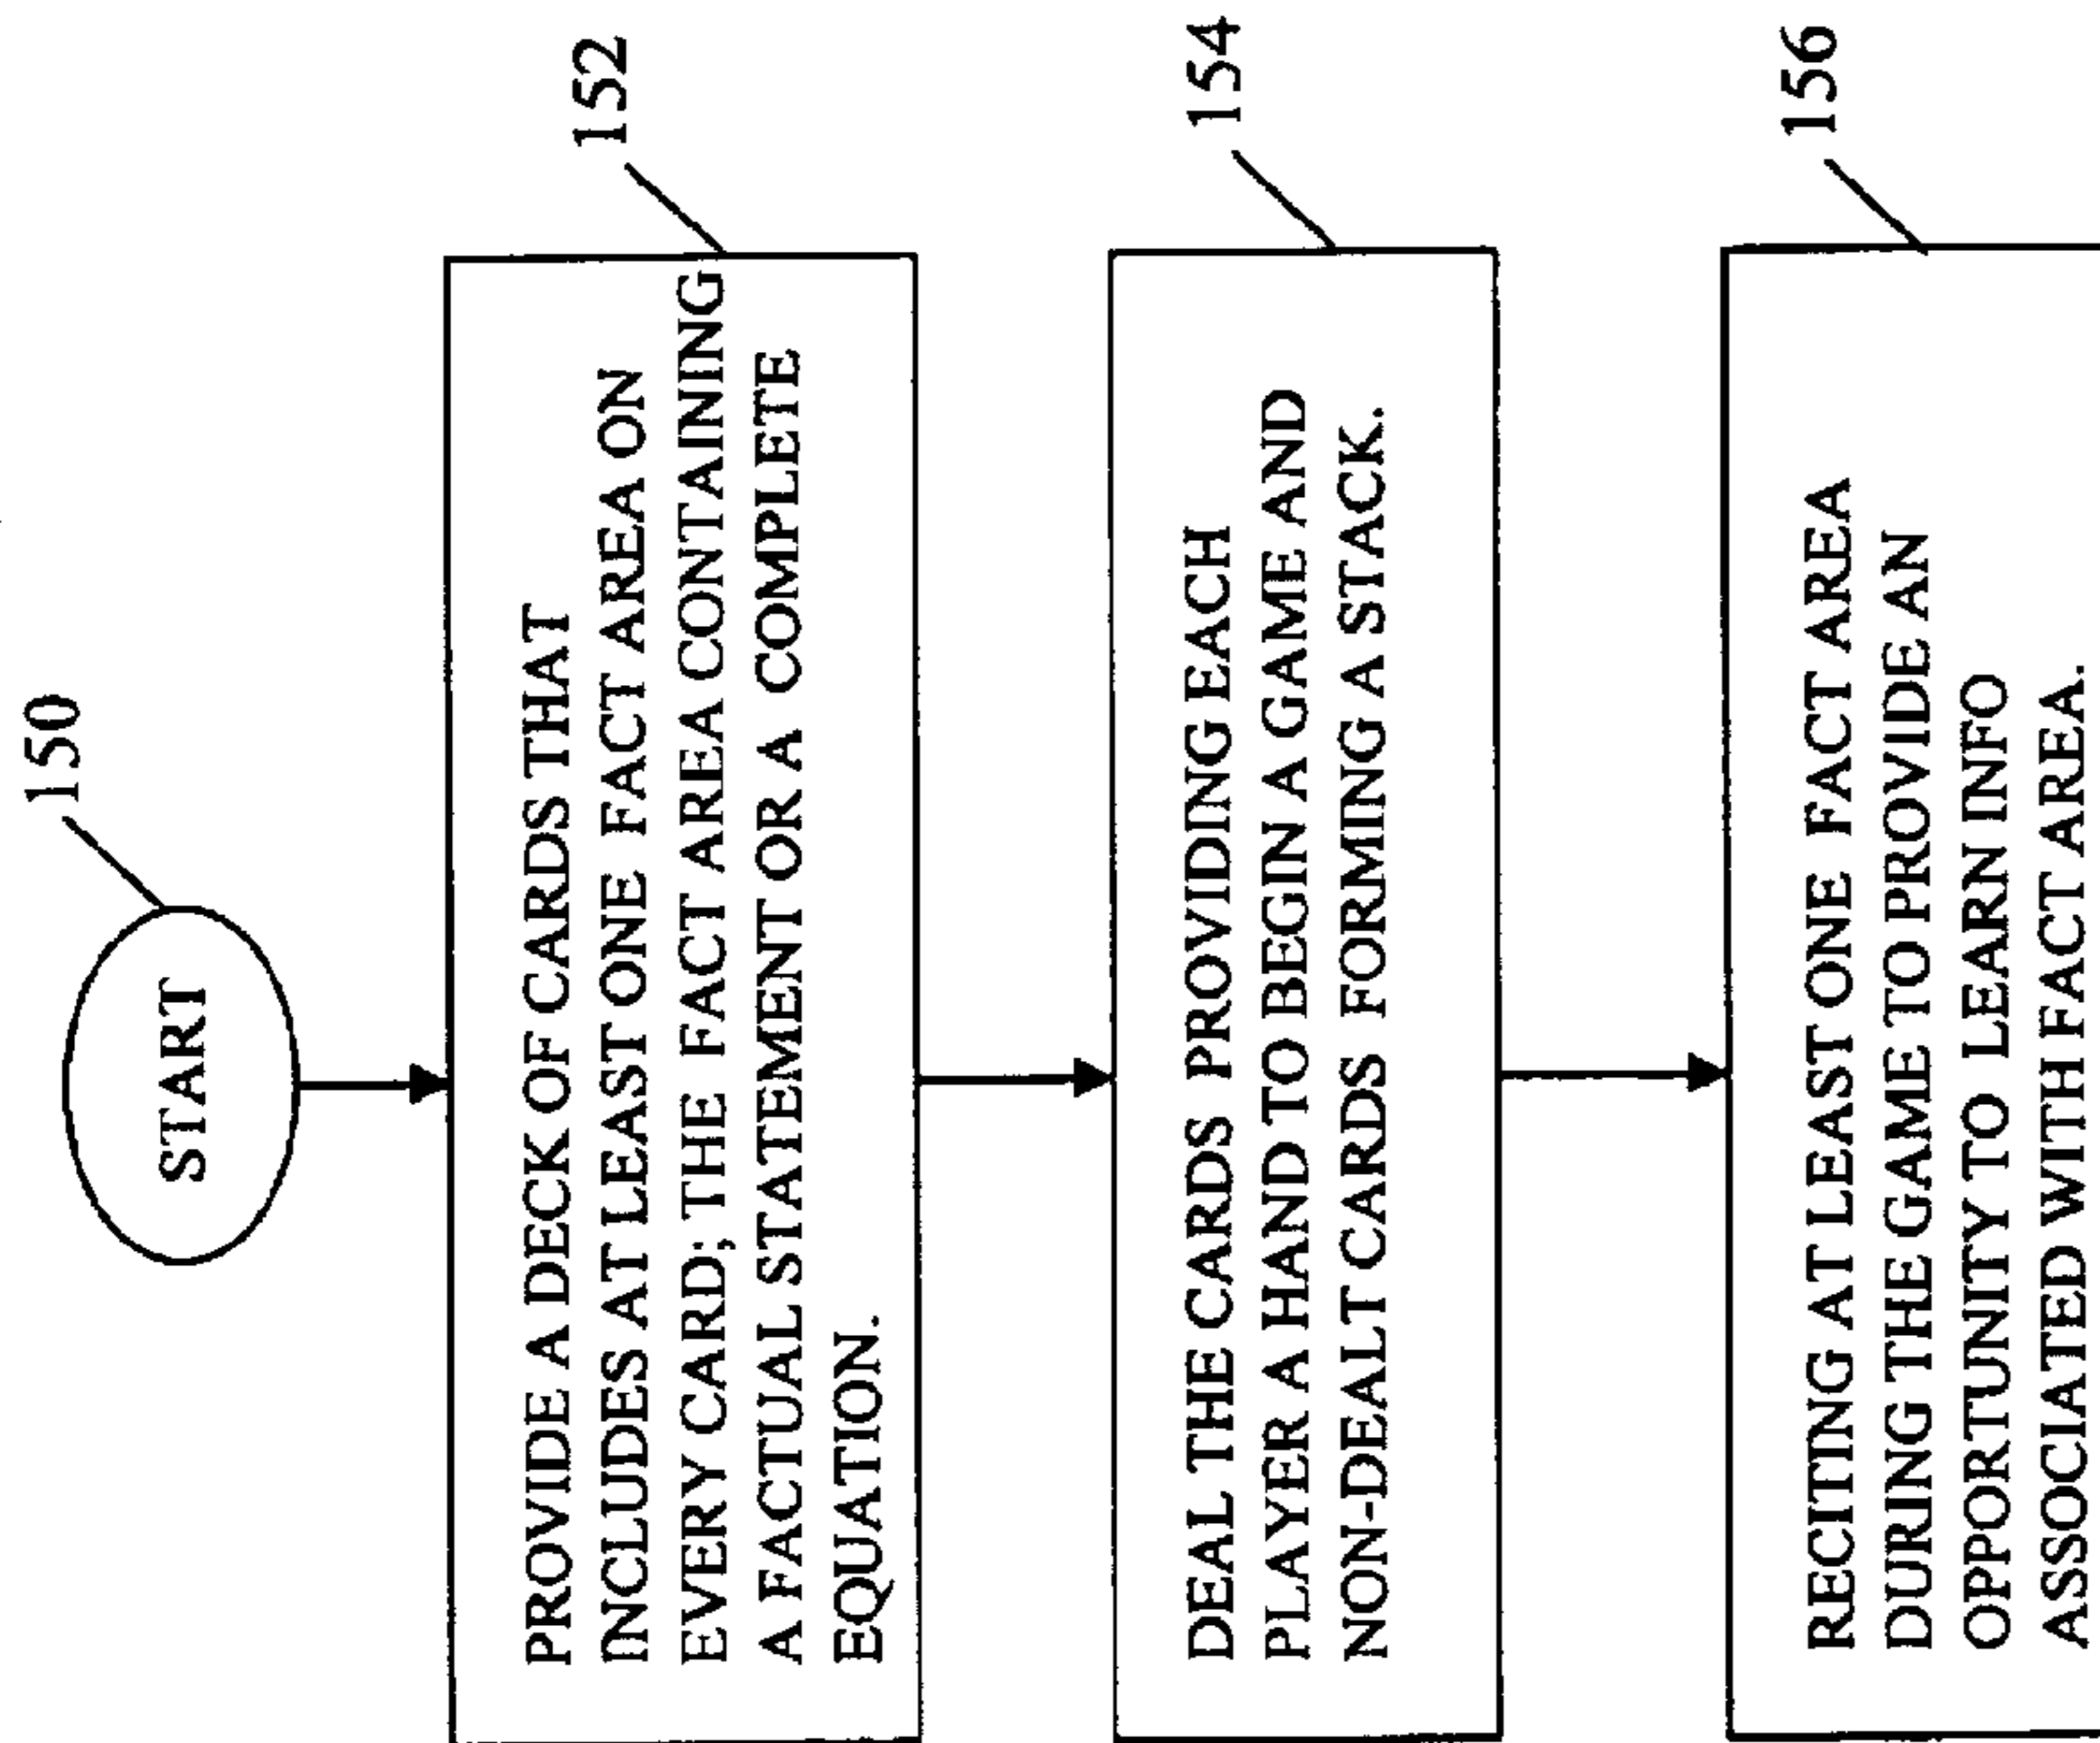 150
START
152
PROVIDE A DECK OF CARDS THAT
INCLUDES AT LEAST ONE FACT AREA ON
EVERY CARD; THE FACT AREA CONTAINING
A FACTUAL STATEMENT OR A COMPLETE
EQUATION.
154
DEAL THE CARDS PROVIDING EACH
PLAYER A HAND TO BEGIN A GAME AND
NON-DEALT CARDS FORMING A STACK.
156
RECITING AT LEAST ONE FACT AREA
DURING THE GAME TO PROVIDE AN
OPPORTUNITY TO LEARN INFO
ASSOCIATED WITH FACT AREA.